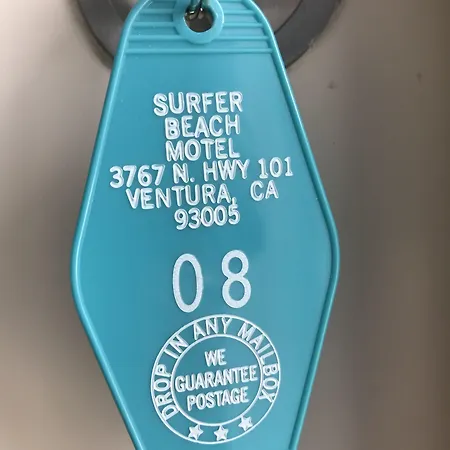 SURFER
BEACH
MOTEL
3767 N. HWY 101
VENTURA, CA
93005
08
DROP IN ANY MAILBOX
WE
GUARANTEE
POSTAGE